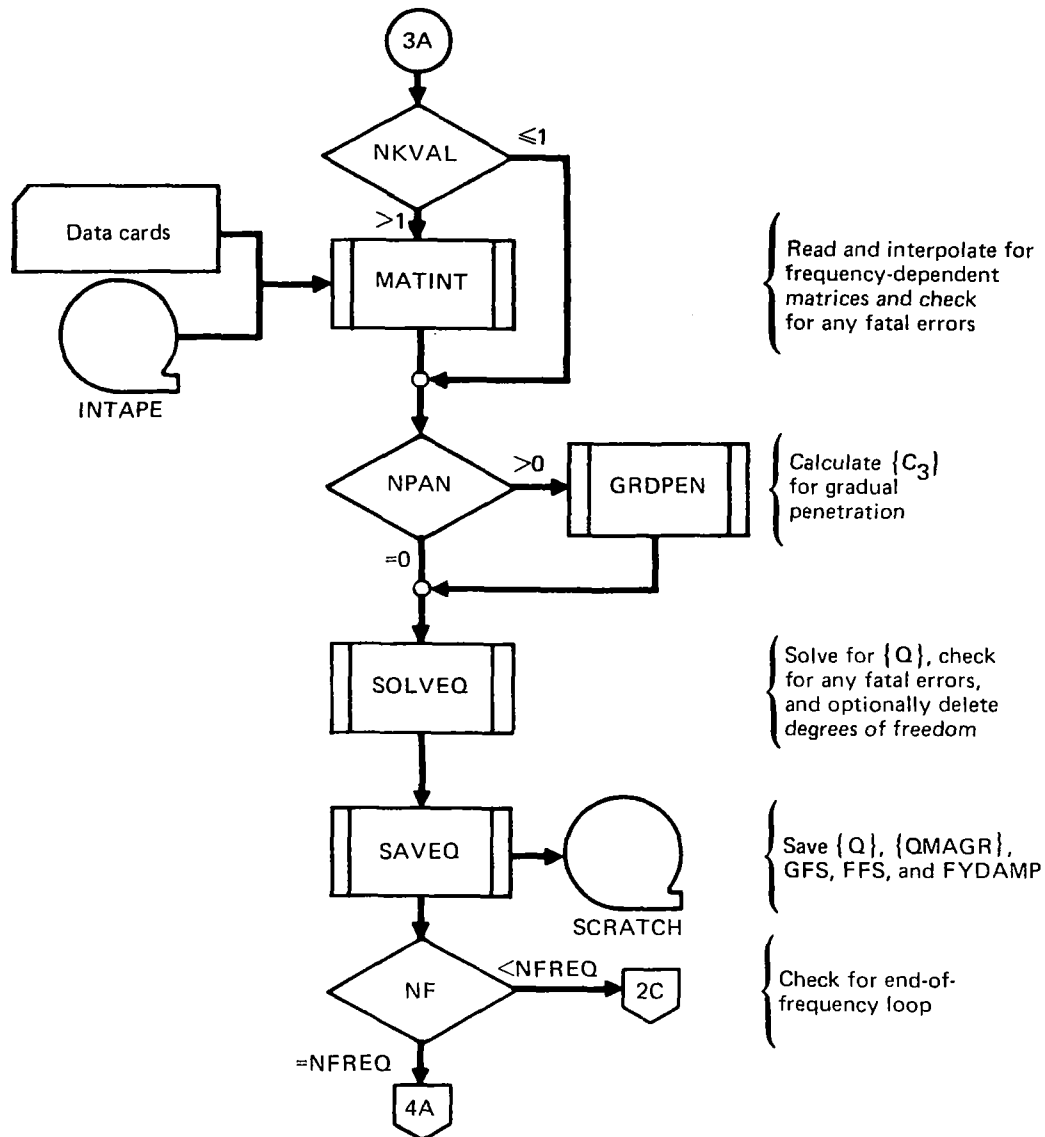 3A
NKVAL
≤1
>1
Data cards
MATINT
INTAPE
Read and interpolate for
frequency-dependent
matrices and check
for any fatal errors
NPAN
>0
GRDPEN
=0
Calculate {C3}
for gradual
penetration
SOLVEQ
Solve for {Q}, check
for any fatal errors,
and optionally delete
degrees of freedom
SAVEQ
SCRATCH
Save {Q}, {QMAGR},
GFS, FFS, and FYDAMP
NF
<NFREQ
2C
Check for end-of-
frequency loop
=NFREQ
4A